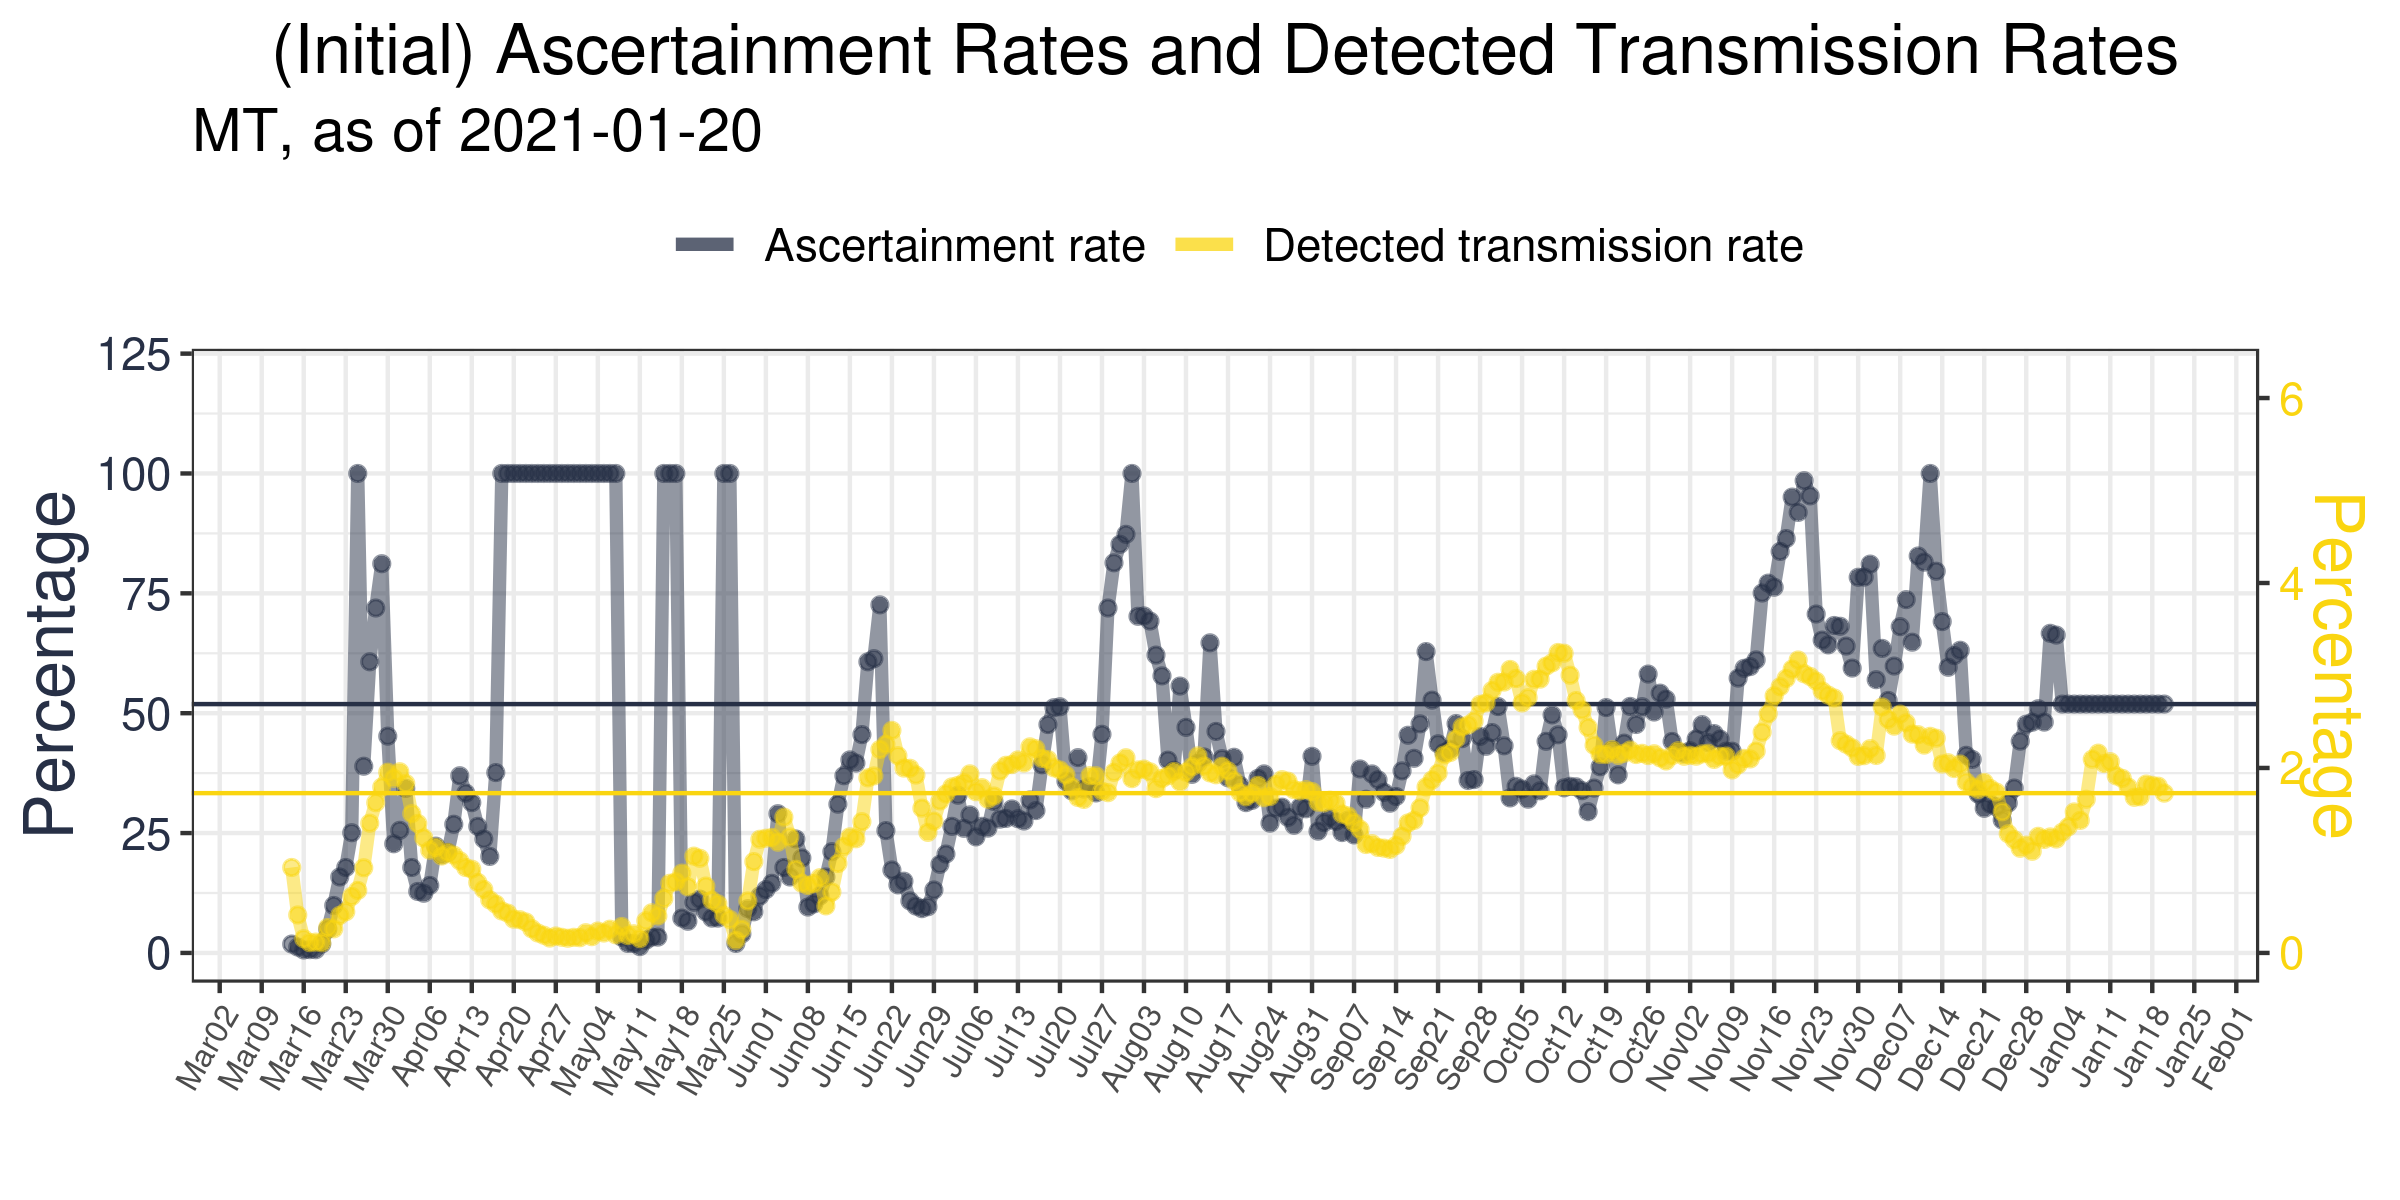 (Initial) Ascertainment Rates and Detected Transmission Rates
MT, as of 2021-01-20
Ascertainment rate
Detected transmission rate
125
100
75
50
25
0
Percentage
6
4
2
0
Percentage
Mar02
Mar09
Mar16
Mar23
Mar30
Apr06
Apr13
Apr20
Apr27
May04
May11
May18
May25
Jun01
Jun08
Jun15
Jun22
Jun29
Jul06
Jul13
Jul20
Jul27
Aug03
Aug10
Aug17
Aug24
Aug31
Sep07
Sep14
Sep21
Sep28
Oct05
Oct12
Oct19
Oct26
Nov02
Nov09
Nov16
Nov23
Nov30
Dec07
Dec14
Dec21
Dec28
Jan04
Jan11
Jan18
Jan25
Feb01